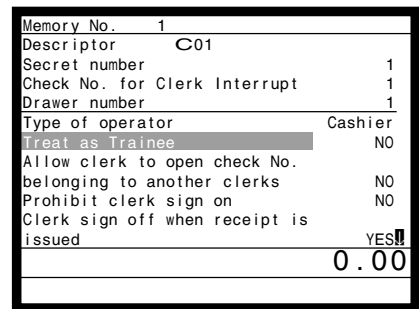 Memory No. 1
Descriptor C01
Secret number 1
Check No. for Clerk Interrupt 1
Drawer number 1
Type of operator Cashier
Treat as Trainee NO
Allow clerk to open check No.
belonging to another clerks NO
Prohibit clerk sign on NO
Clerk sign off when receipt is
issued YES↓
0.00